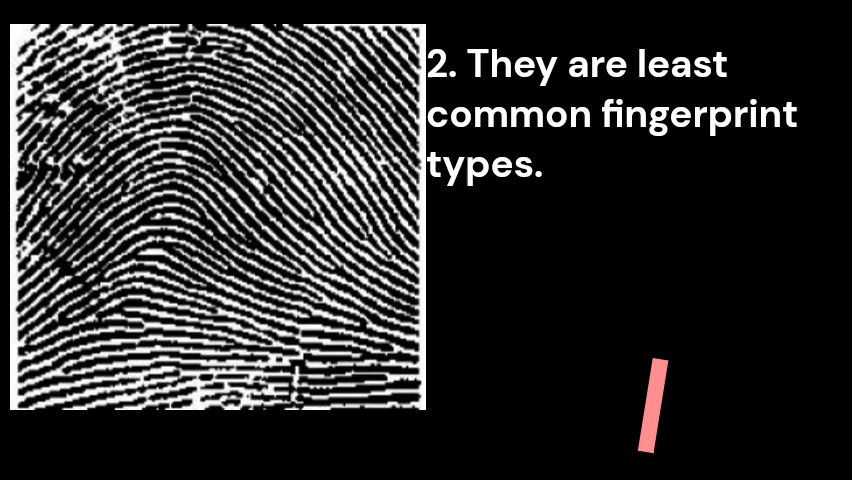 2. They are least
common fingerprint
types.